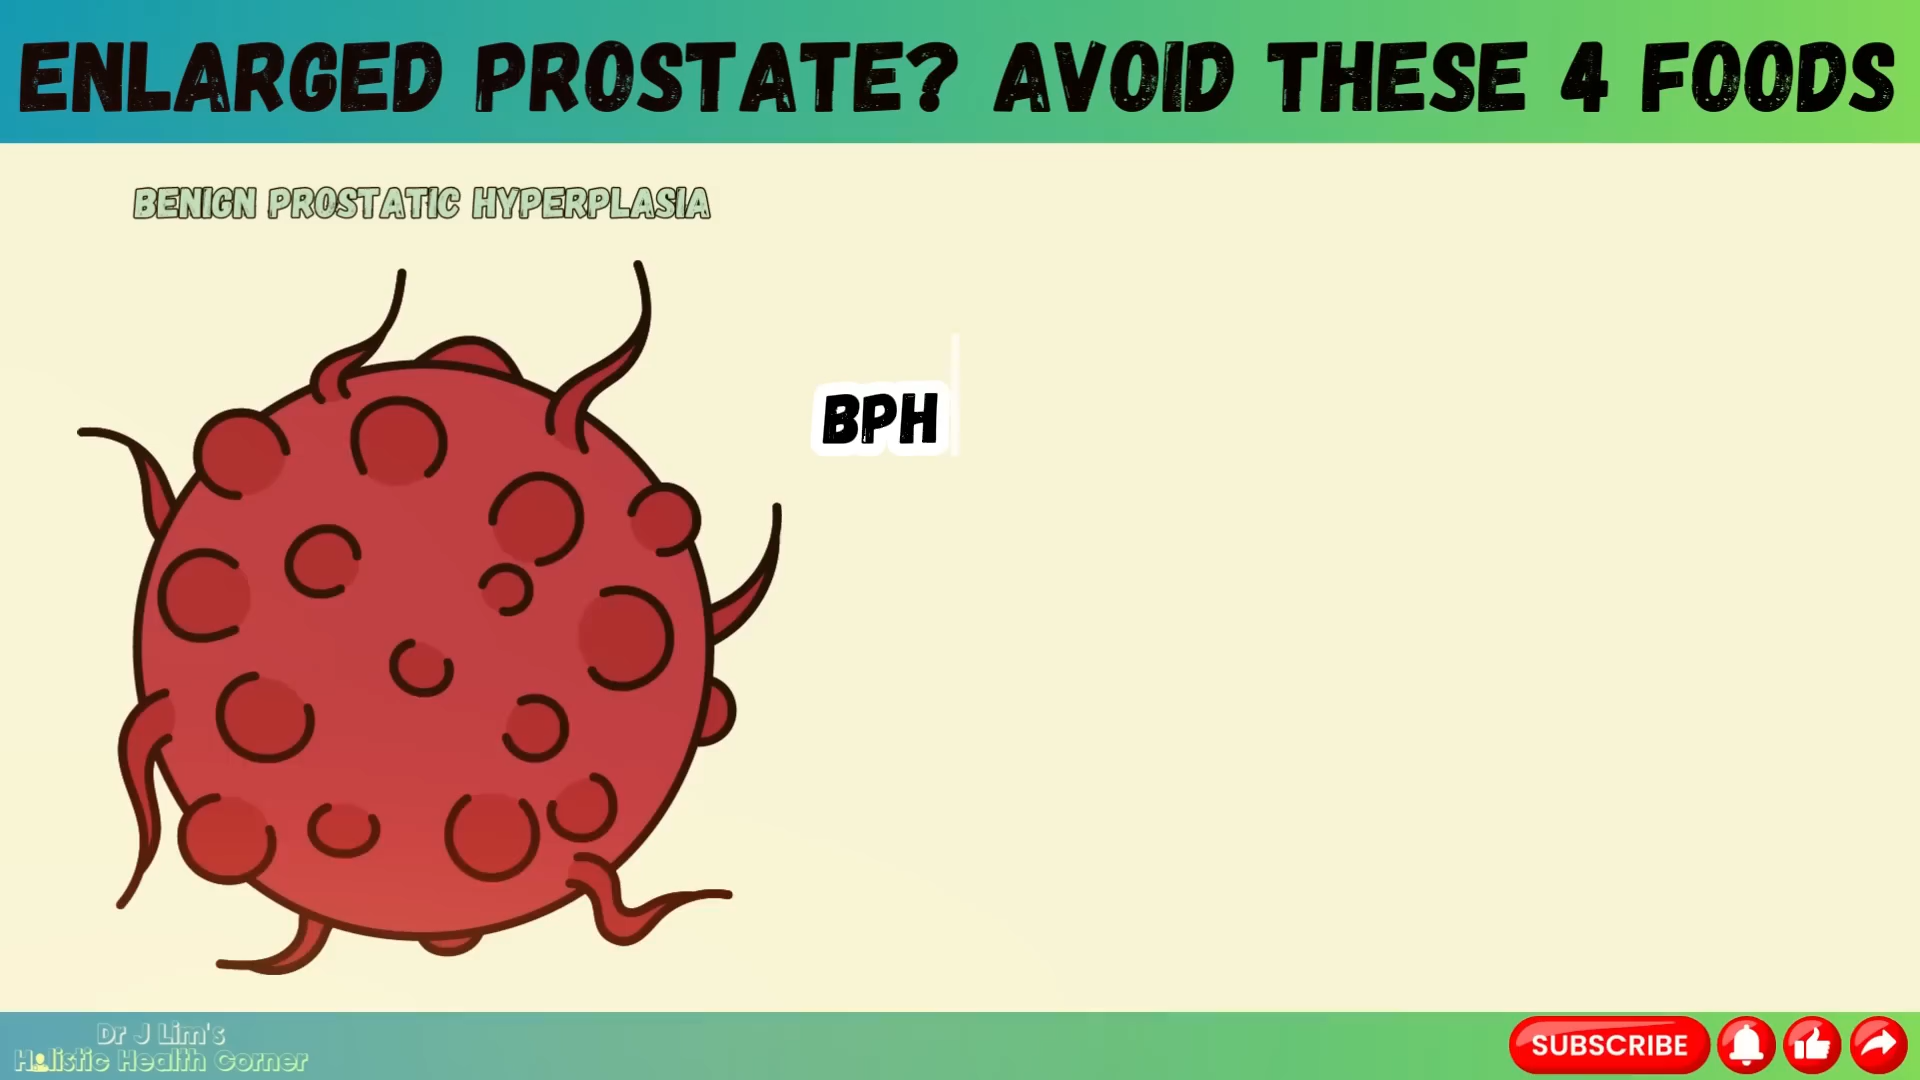 ENLARGED PROSTATE? AVOID THESE 4 FOODS
BENIGN PROSTATIC HYPERPLASIA
BPH
Dr J Lim's
Holistic Health Corner
SUBSCRIBE